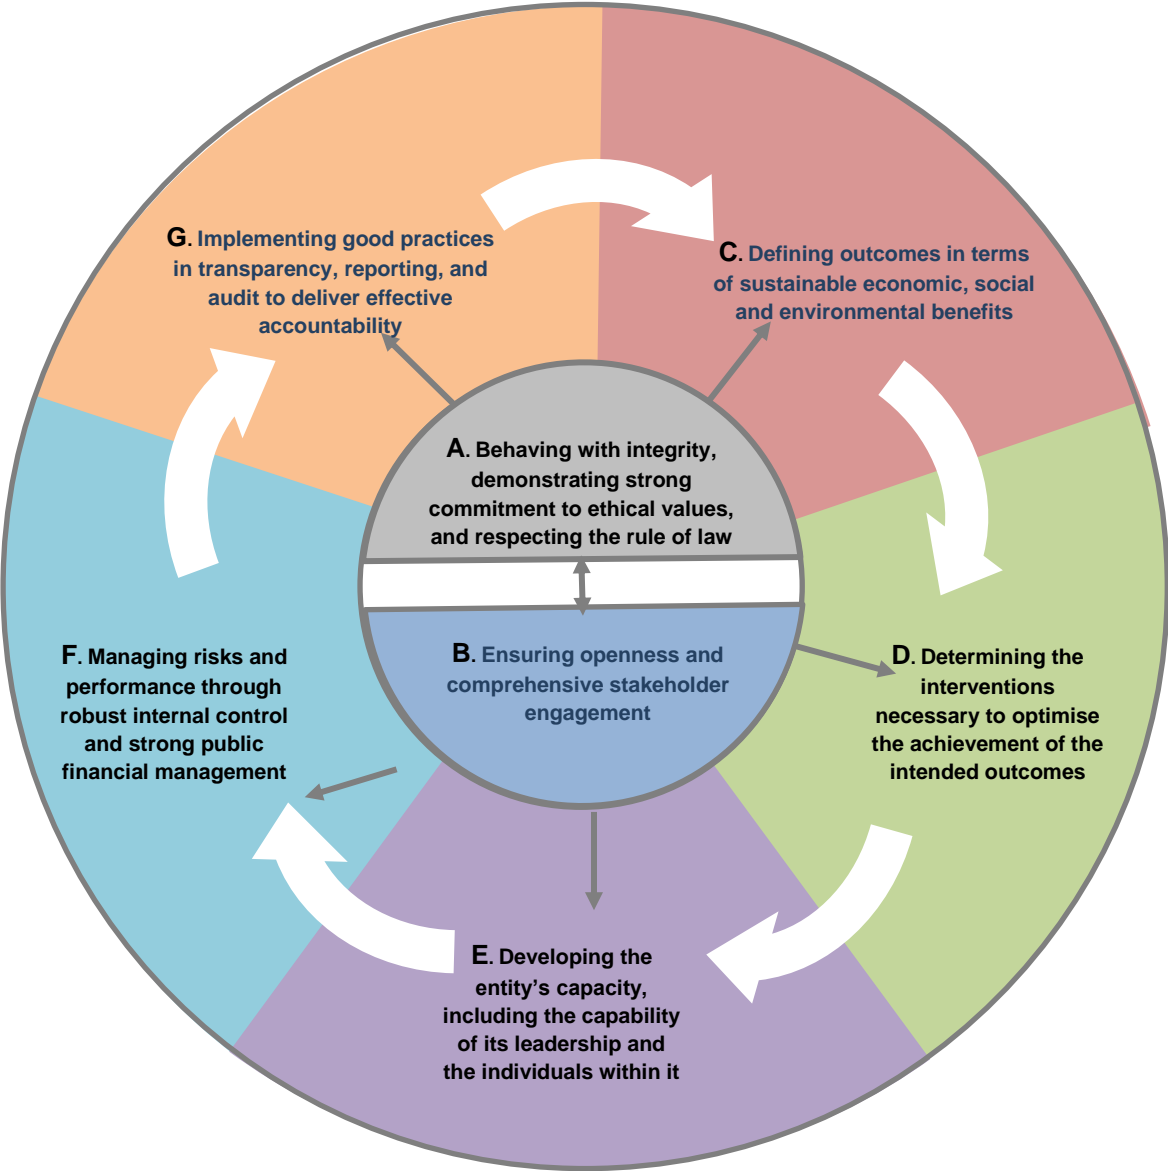 A. Behaving with integrity,
demonstrating strong
commitment to ethical values,
and respecting the rule of law
B. Ensuring openness and
comprehensive stakeholder
engagement
C. Defining outcomes in terms
of sustainable economic, social
and environmental benefits
D. Determining the
interventions
necessary to optimise
the achievement of the
intended outcomes
E. Developing the
entity’s capacity,
including the capability
of its leadership and
the individuals within it
F. Managing risks and
performance through
robust internal control
and strong public
financial management
G. Implementing good practices
in transparency, reporting, and
audit to deliver effective
accountability